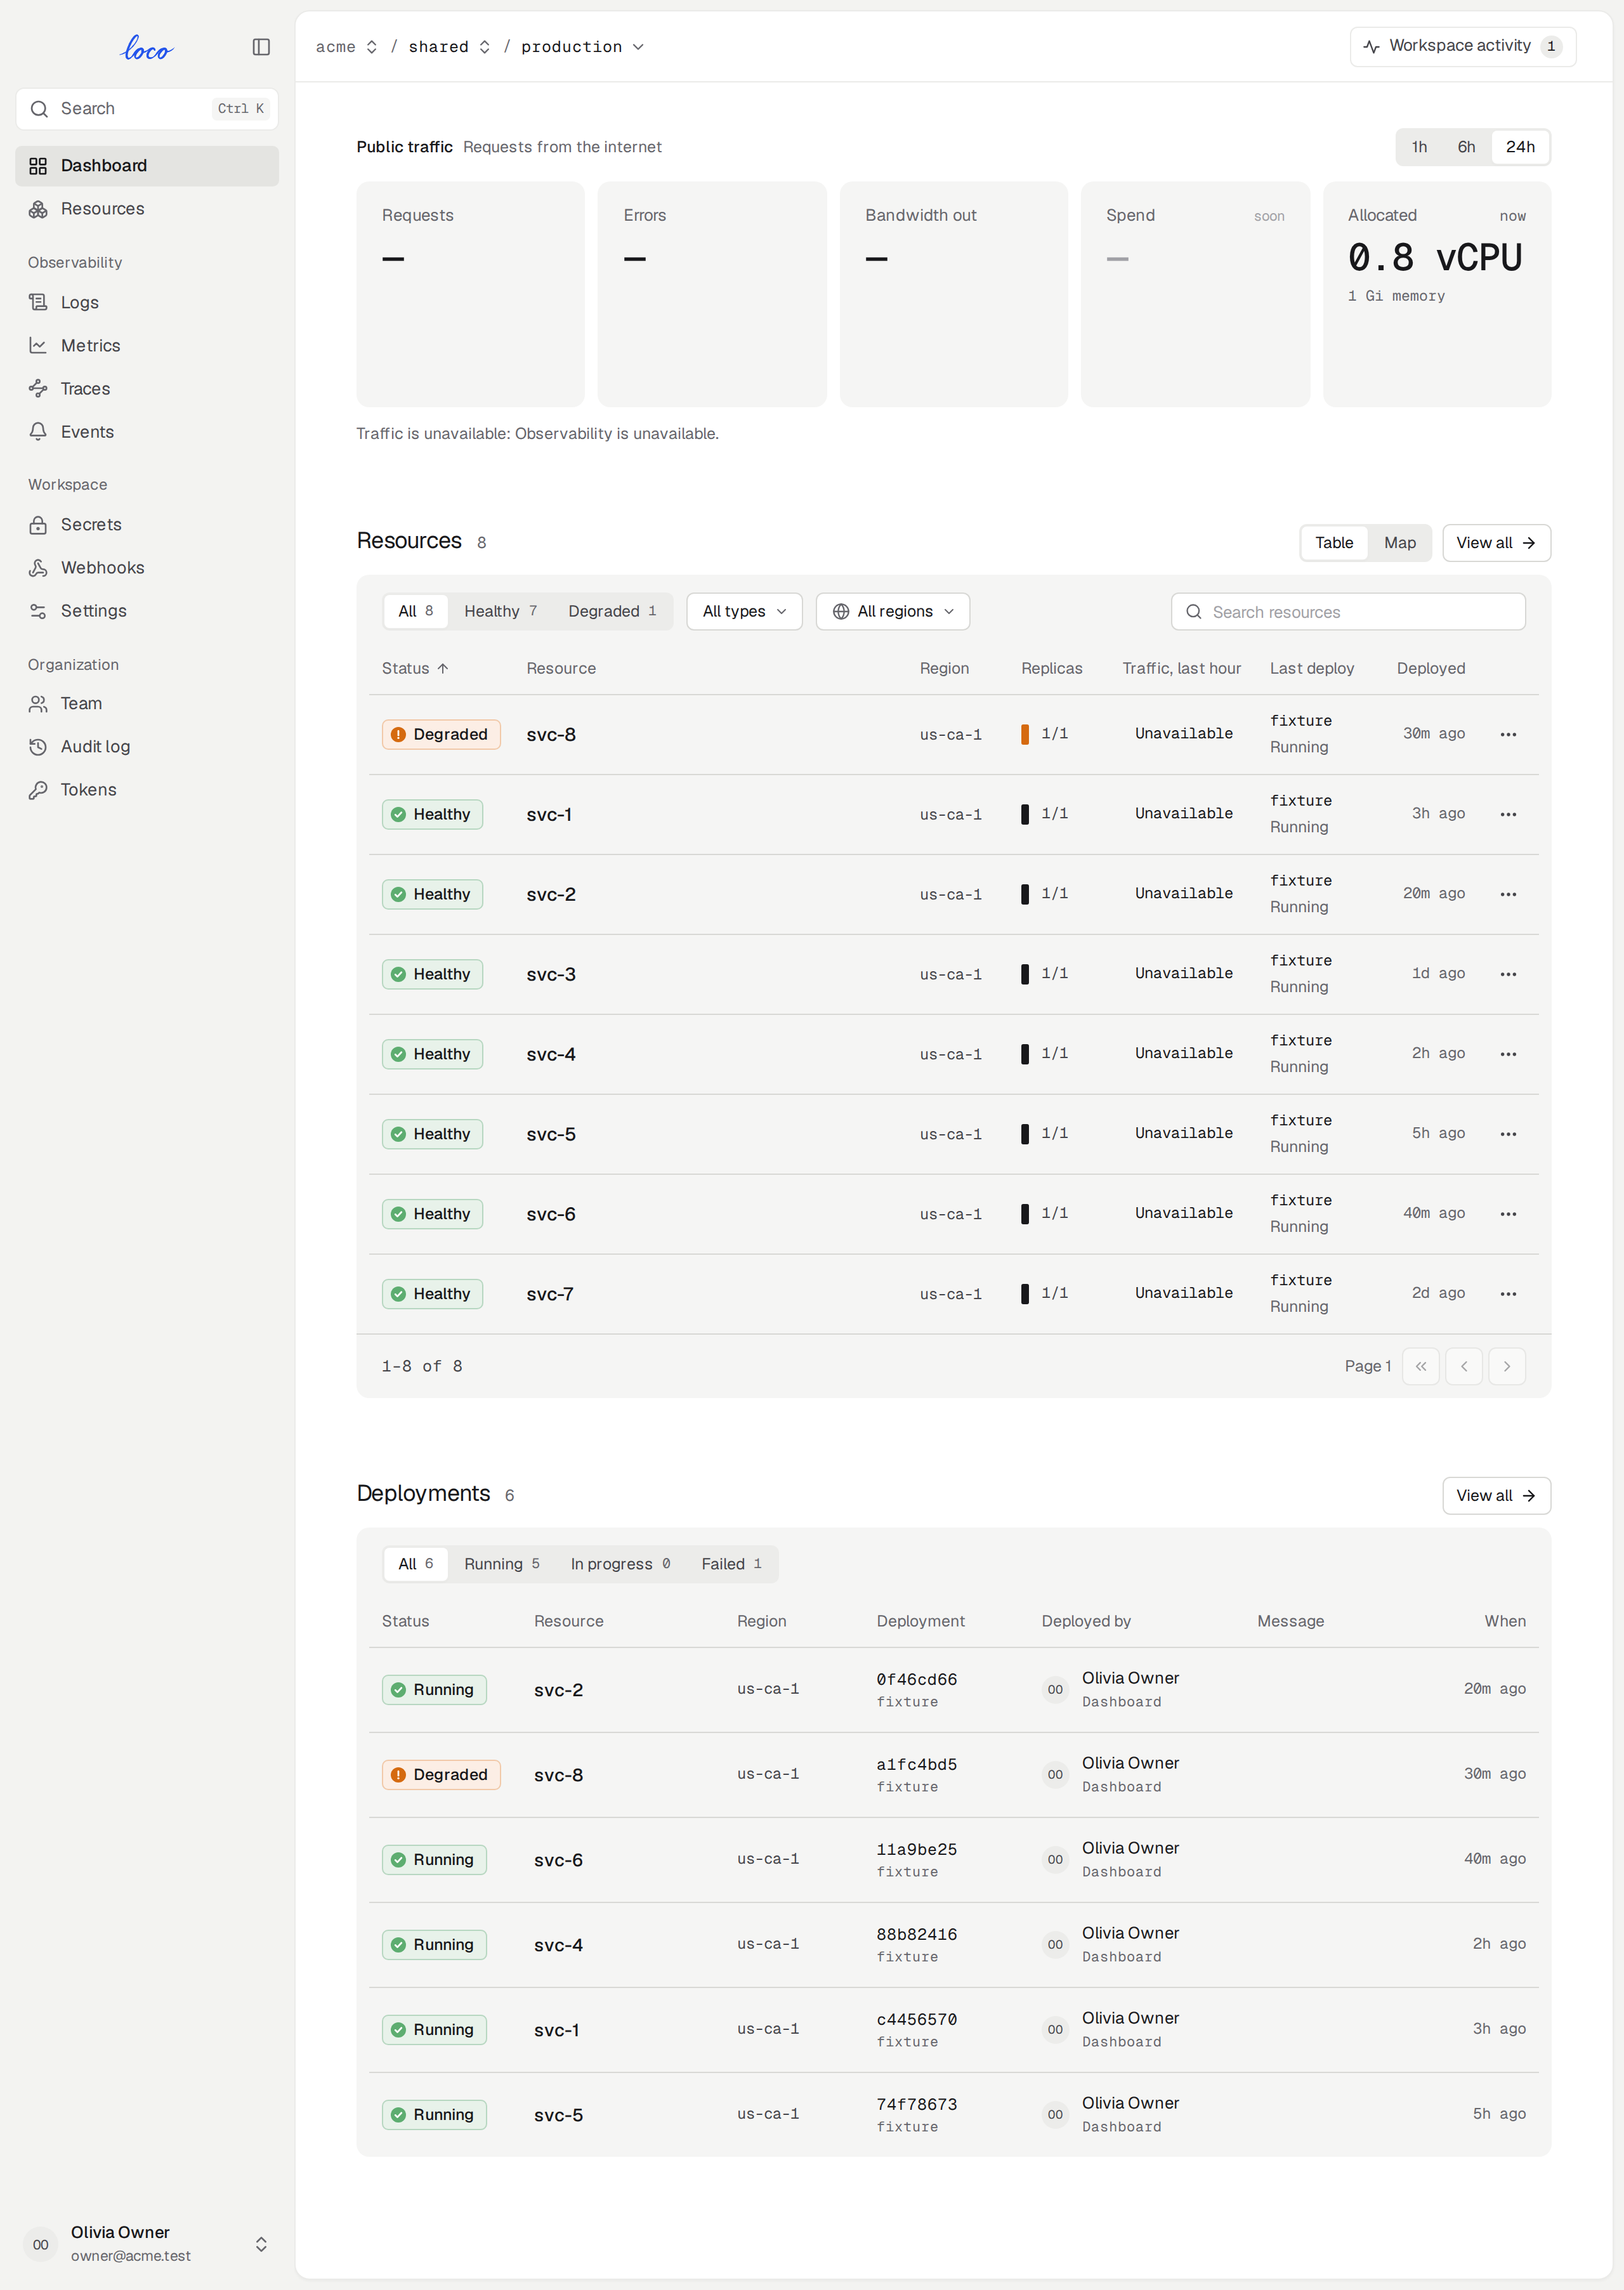 loco
acme / shared / production
Workspace activity 1
Search Ctrl K
Dashboard
Resources
Observability
Logs
Metrics
Traces
Events
Workspace
Secrets
Webhooks
Settings
Organization
Team
Audit log
Tokens
Public traffic Requests from the internet
1h 6h 24h
Requests
—
Errors
—
Bandwidth out
—
Spend soon
—
Allocated now
0.8 vCPU
1 Gi memory
Traffic is unavailable: Observability is unavailable.
Resources 8
Table Map View all
All 8 Healthy 7 Degraded 1 All types All regions Search resources
Status Resource Region Replicas Traffic, last hour Last deploy Deployed
Degraded svc-8 us-ca-1 1/1 Unavailable fixture 30m ago
Running
Healthy svc-1 us-ca-1 1/1 Unavailable fixture 3h ago
Running
Healthy svc-2 us-ca-1 1/1 Unavailable fixture 20m ago
Running
Healthy svc-3 us-ca-1 1/1 Unavailable fixture 1d ago
Running
Healthy svc-4 us-ca-1 1/1 Unavailable fixture 2h ago
Running
Healthy svc-5 us-ca-1 1/1 Unavailable fixture 5h ago
Running
Healthy svc-6 us-ca-1 1/1 Unavailable fixture 40m ago
Running
Healthy svc-7 us-ca-1 1/1 Unavailable fixture 2d ago
Running
1-8 of 8 Page 1
Deployments 6
View all
All 6 Running 5 In progress 0 Failed 1
Status Resource Region Deployment Deployed by Message When
Running svc-2 us-ca-1 0f46cd66 OO Olivia Owner 20m ago
fixture Dashboard
Degraded svc-8 us-ca-1 a1fc4bd5 OO Olivia Owner 30m ago
fixture Dashboard
Running svc-6 us-ca-1 11a9be25 OO Olivia Owner 40m ago
fixture Dashboard
Running svc-4 us-ca-1 88b82416 OO Olivia Owner 2h ago
fixture Dashboard
Running svc-1 us-ca-1 c4456570 OO Olivia Owner 3h ago
fixture Dashboard
Running svc-5 us-ca-1 74f78673 OO Olivia Owner 5h ago
fixture Dashboard
OO Olivia Owner
owner@acme.test